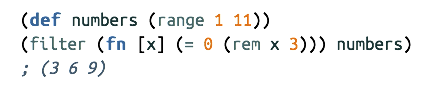 (def numbers (range 1 11))
(filter (fn [x] (= 0 (rem x 3))) numbers)
; (3 6 9)